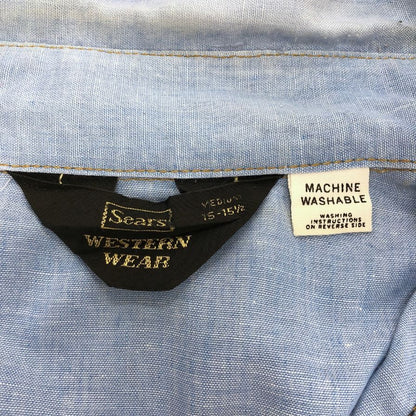 Sears
MEDIUM
15-15½
WESTERN
WEAR
MACHINE
WASHABLE
WASHING
INSTRUCTIONS
ON REVERSE SIDE